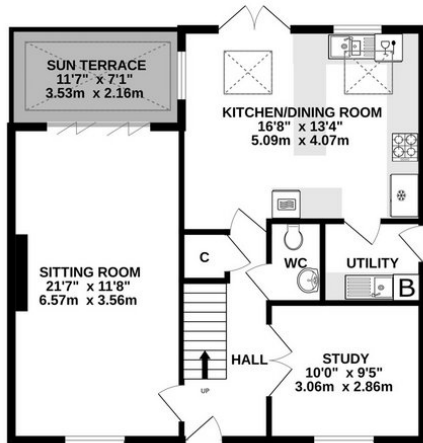 SUN TERRACE
11'7" x 7'1"
3.53m x 2.16m
KITCHEN/DINING ROOM
16'8" x 13'4"
5.09m x 4.07m
SITTING ROOM
21'7" x 11'8"
6.57m x 3.56m
C
WC
UTILITY
B
HALL
UP
STUDY
10'0" x 9'5"
3.06m x 2.86m